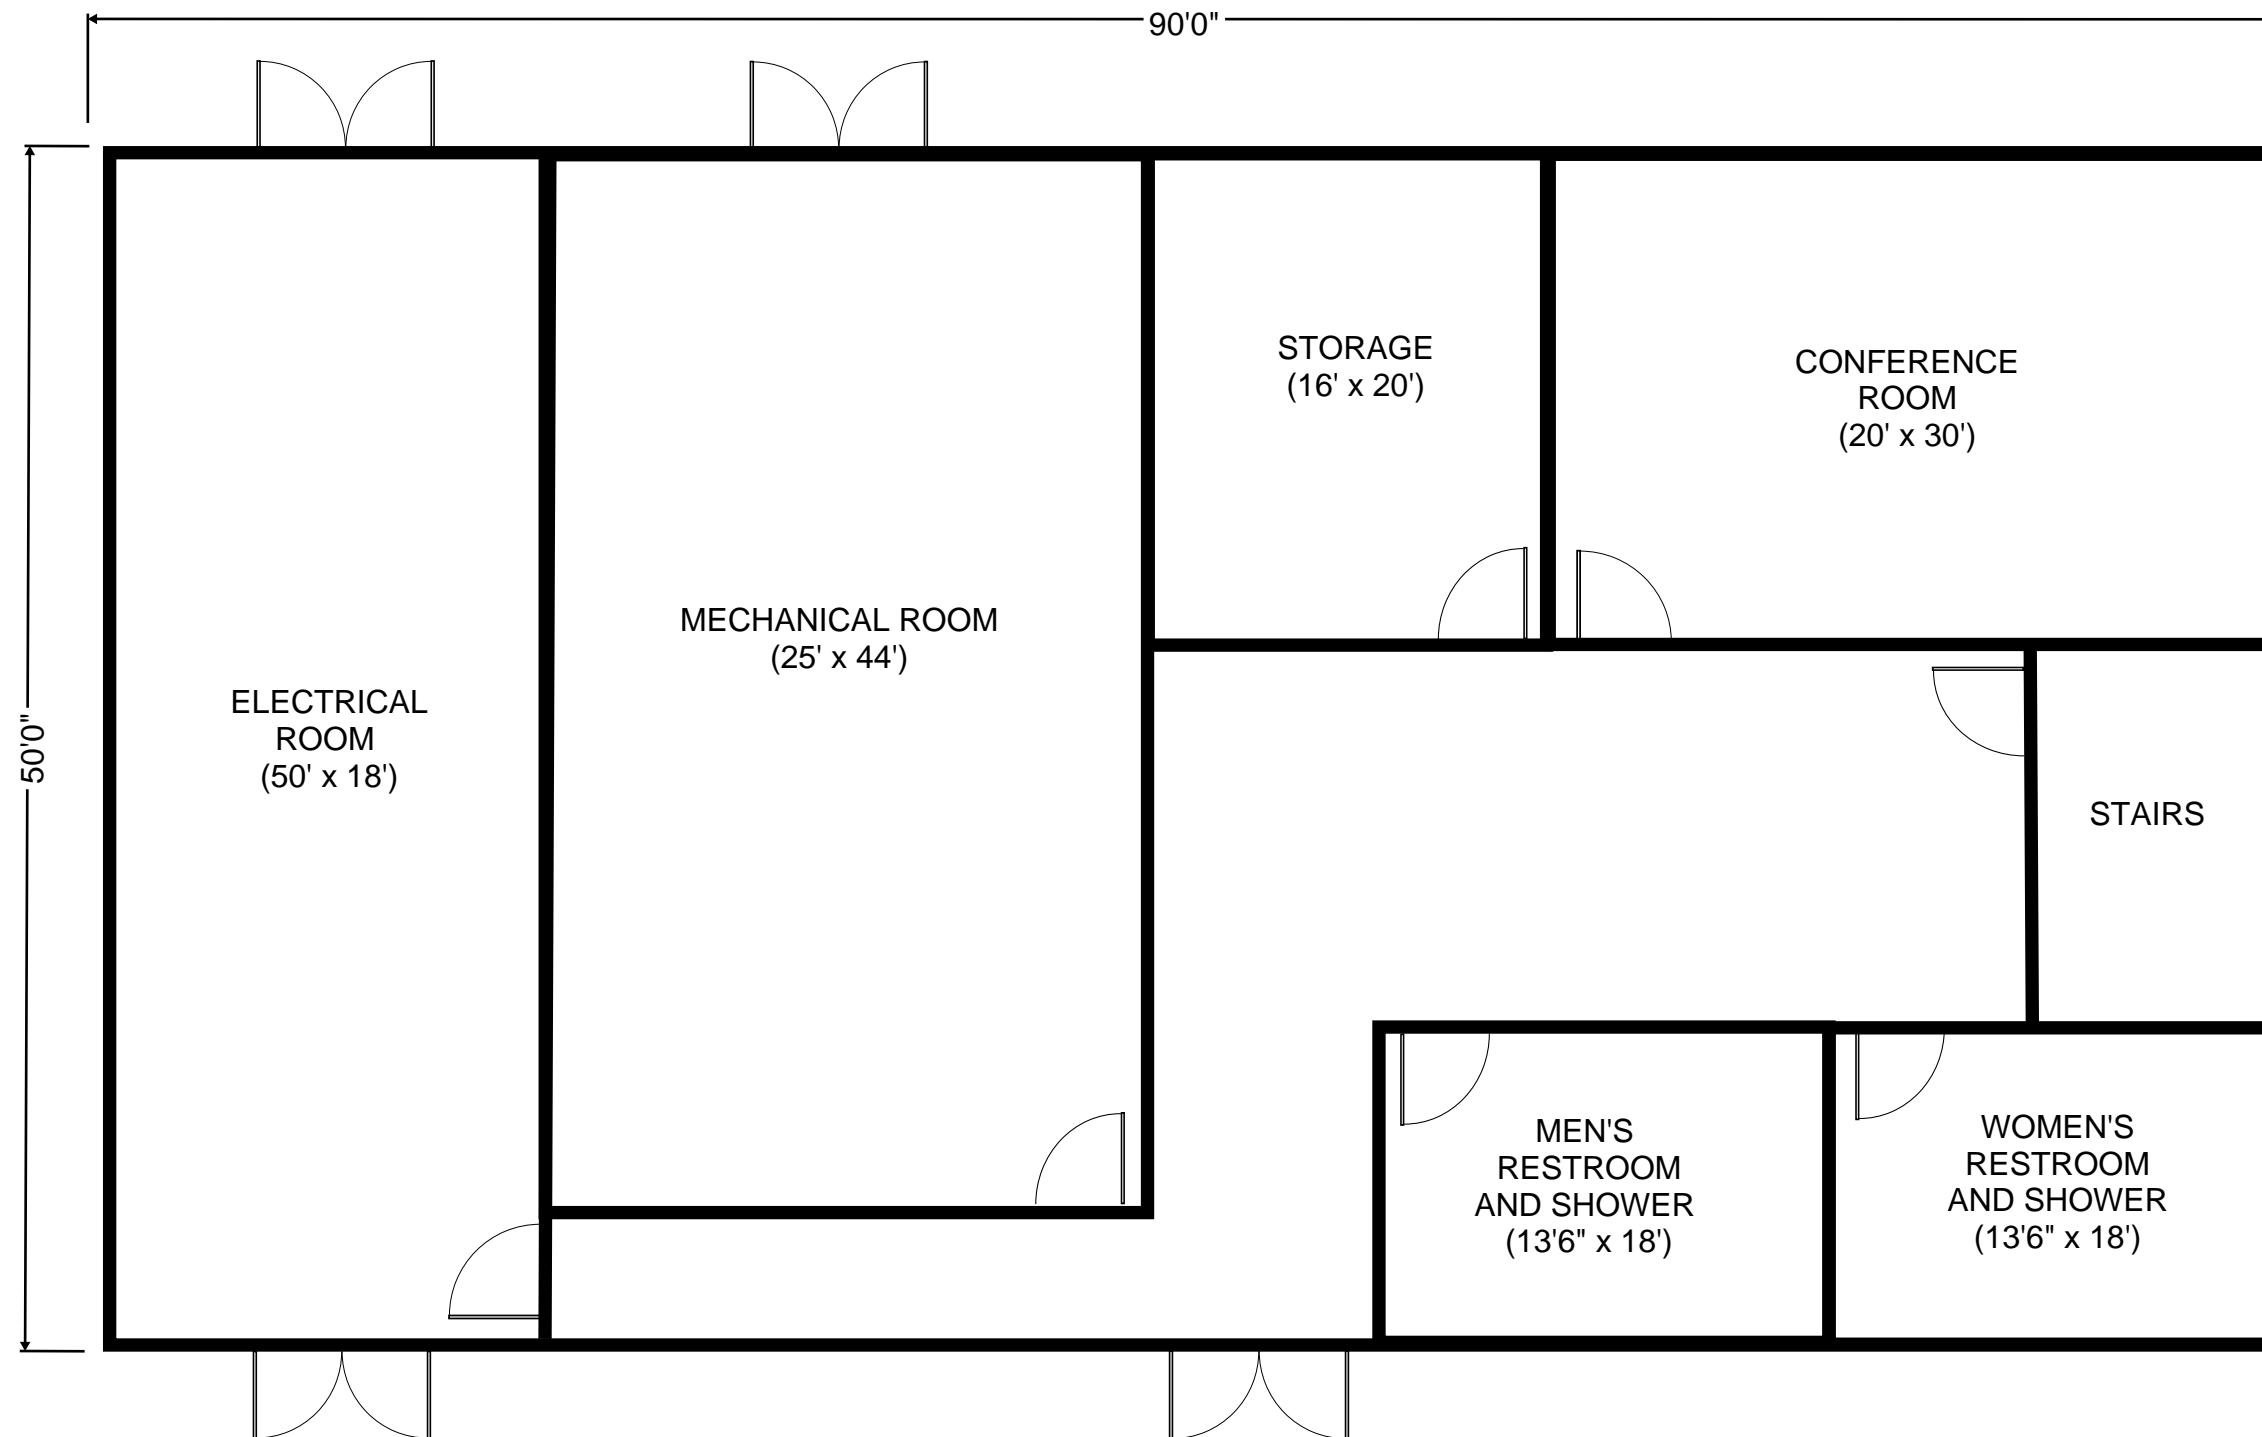 90'0"
STORAGE
(16' x 20')
CONFERENCE
ROOM
(20' x 30')
MECHANICAL ROOM
(25' x 44')
ELECTRICAL
ROOM
(50' x 18')
50'0"
STAIRS
MEN'S
RESTROOM
AND SHOWER
(13'6" x 18')
WOMEN'S
RESTROOM
AND SHOWER
(13'6" x 18')